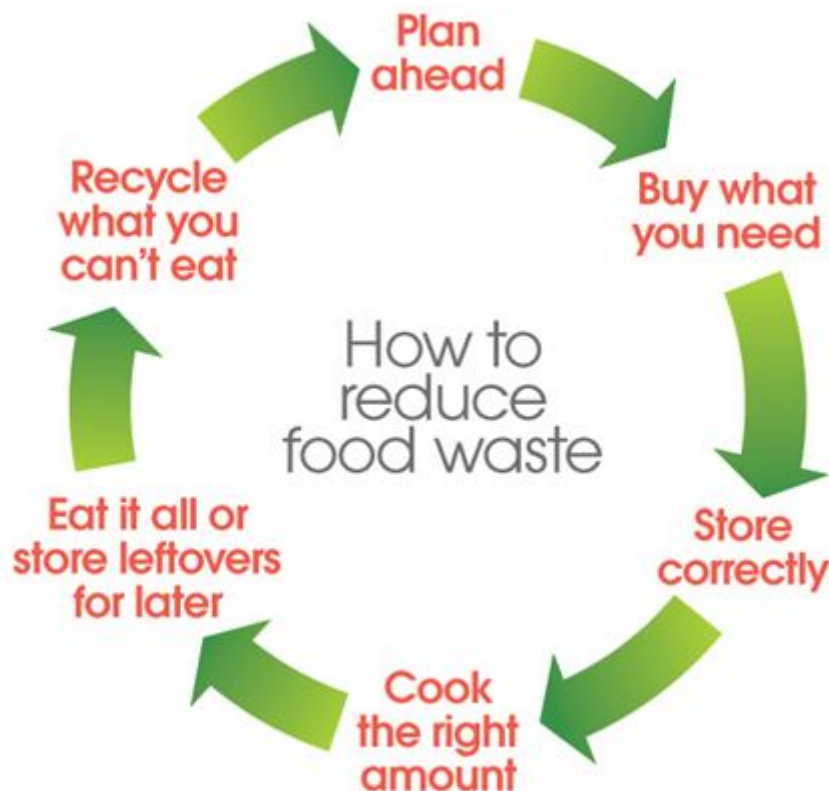 How to
reduce
food waste
Plan
ahead
Buy what
you need
Store
correctly
Cook
the right
amount
Eat it all or
store leftovers
for later
Recycle
what you
can't eat